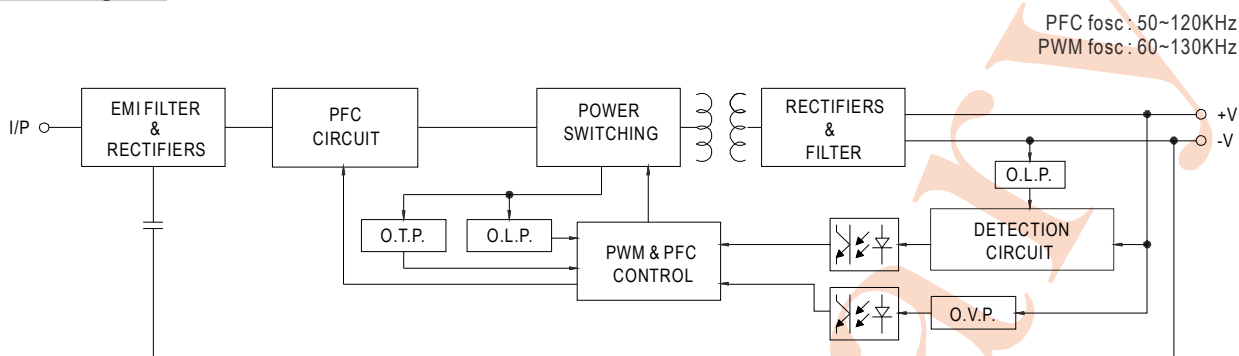 PFC fosc : 50~120KHz
PWM fosc : 60~130KHz
I/P
EMI FILTER
&
RECTIFIERS
PFC
CIRCUIT
POWER
SWITCHING
RECTIFIERS
&
FILTER
+V
-V
O.L.P.
O.T.P.
O.L.P.
PWM & PFC
CONTROL
DETECTION
CIRCUIT
O.V.P.